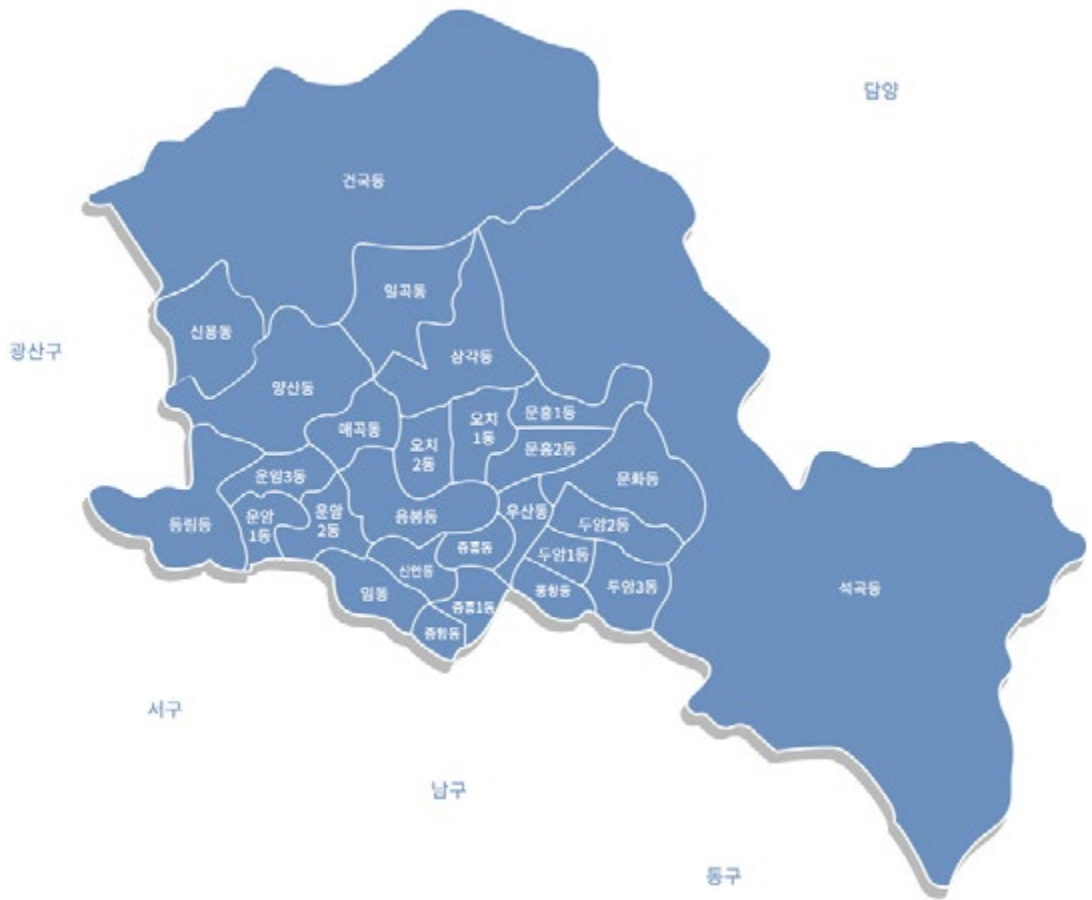 담양
건국동
일곡동
신용동
광산구
삼각동
양산동
문흥1동
오치
1동
매곡동
문흥2동
오치
2동
운암3동
문화동
운암
1동
운암
2동
용봉동
우산동
동림동
두암2동
중흥동
두암1동
신안동
석곡동
두암3동
풍향동
임동
중흥1동
중앙동
서구
남구
동구